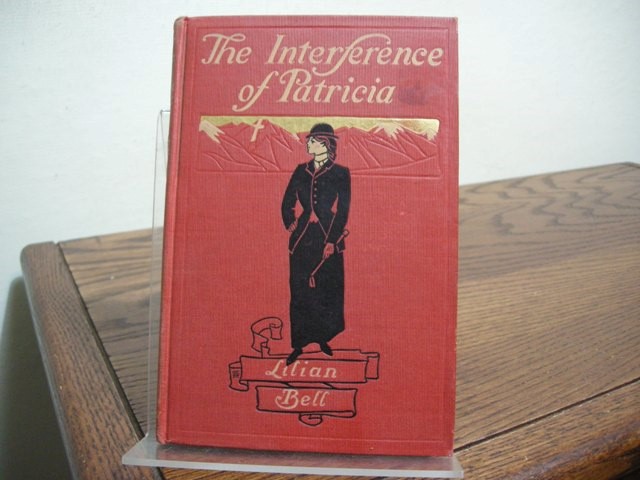 The Interference
of Patricia
Lilian
Bell